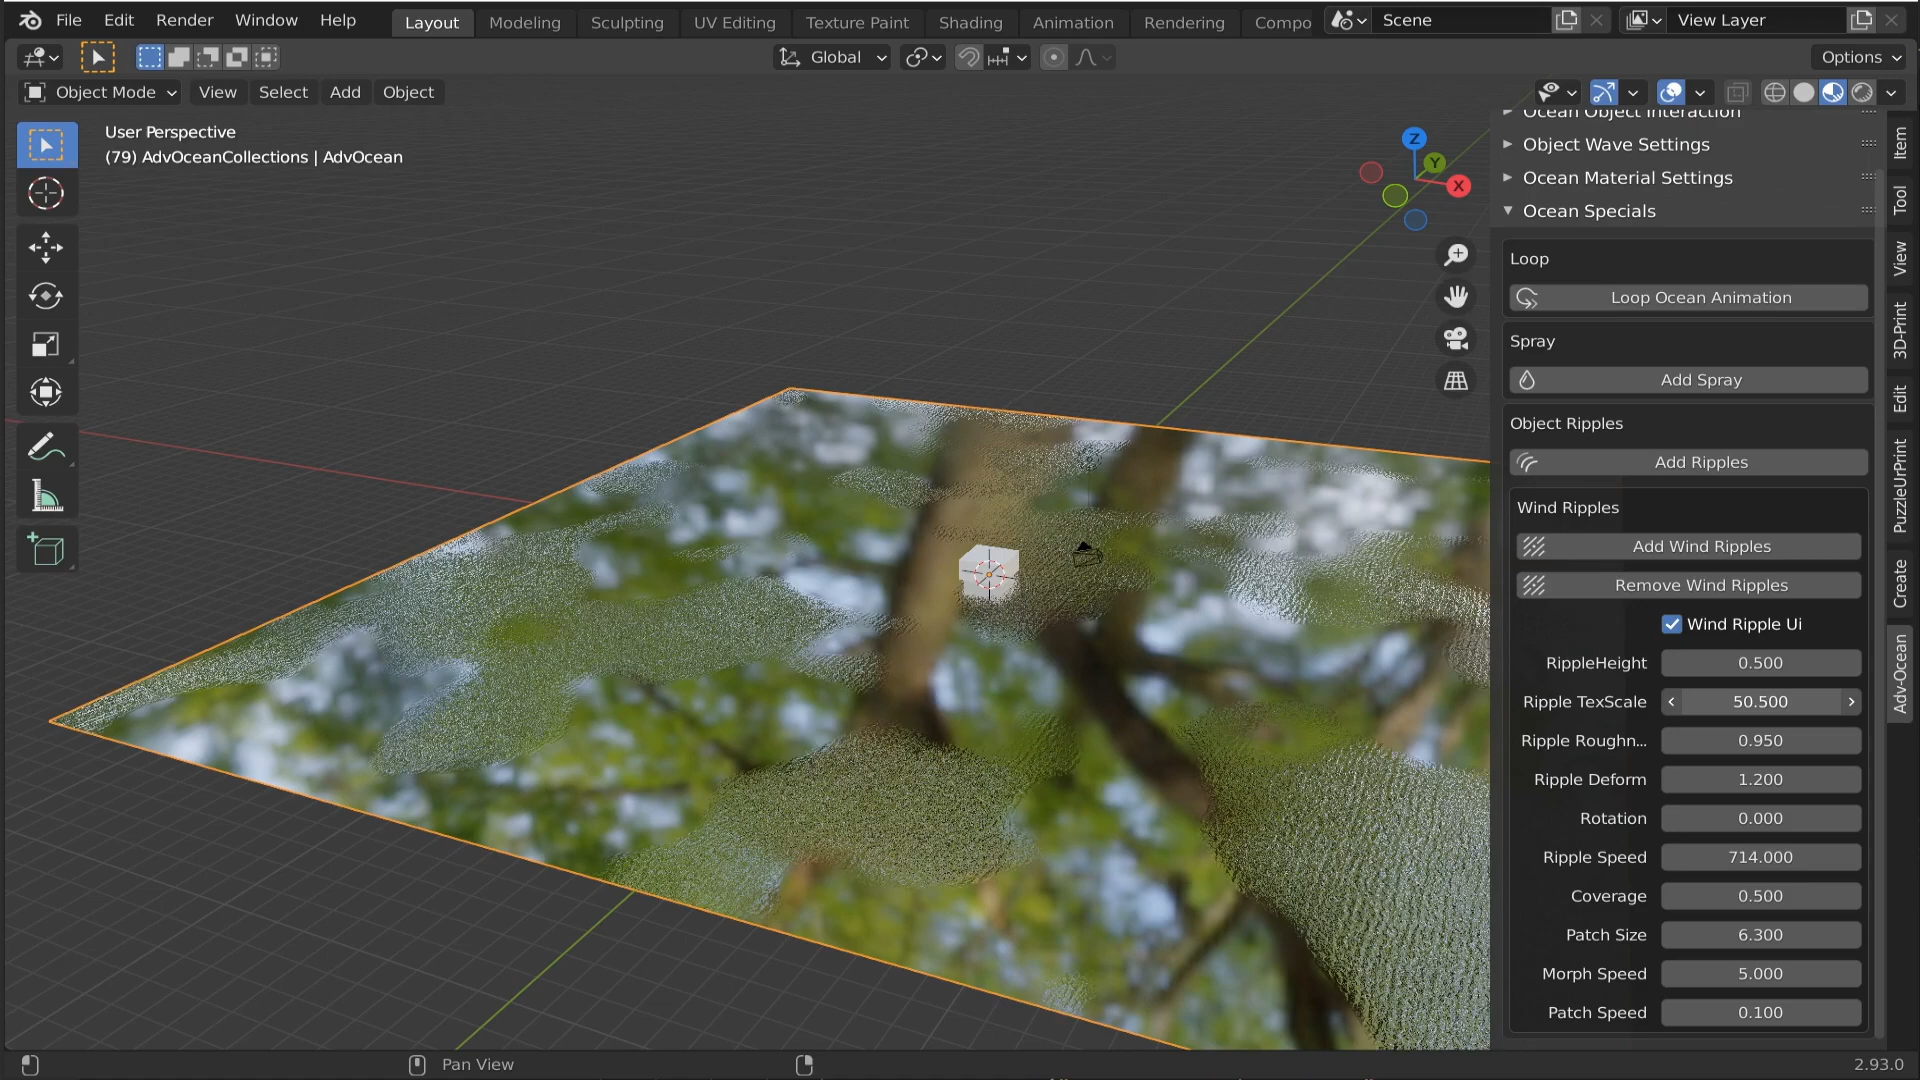 File Edit Render Window Help Layout Modeling Sculpting UV Editing Texture Paint Shading Animation Rendering Compo Scene View Layer
Global Options
Object Mode View Select Add Object
User Perspective
(79) AdvOceanCollections | AdvOcean
Z
Y
X
Ocean Object Interaction
Object Wave Settings
Ocean Material Settings
Ocean Specials
Loop
Loop Ocean Animation
Spray
Add Spray
Object Ripples
Add Ripples
Wind Ripples
Add Wind Ripples
Remove Wind Ripples
Wind Ripple Ui
RippleHeight 0.500
Ripple TexScale 50.500
Ripple Roughn... 0.950
Ripple Deform 1.200
Rotation 0.000
Ripple Speed 714.000
Coverage 0.500
Patch Size 6.300
Morph Speed 5.000
Patch Speed 0.100
Item
Tool
View
3D-Print
Edit
PuzzleUrPrint
Create
Adv-Ocean
Pan View 2.93.0